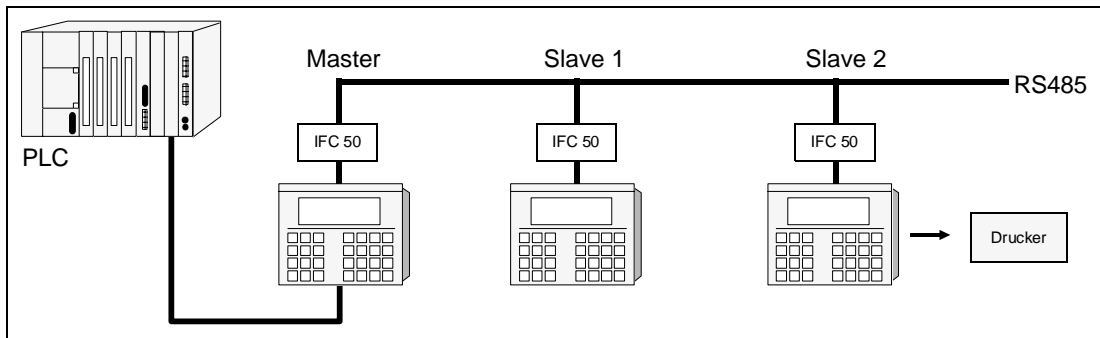 Master
Slave 1
Slave 2
RS485
IFC 50
IFC 50
IFC 50
PLC
Drucker